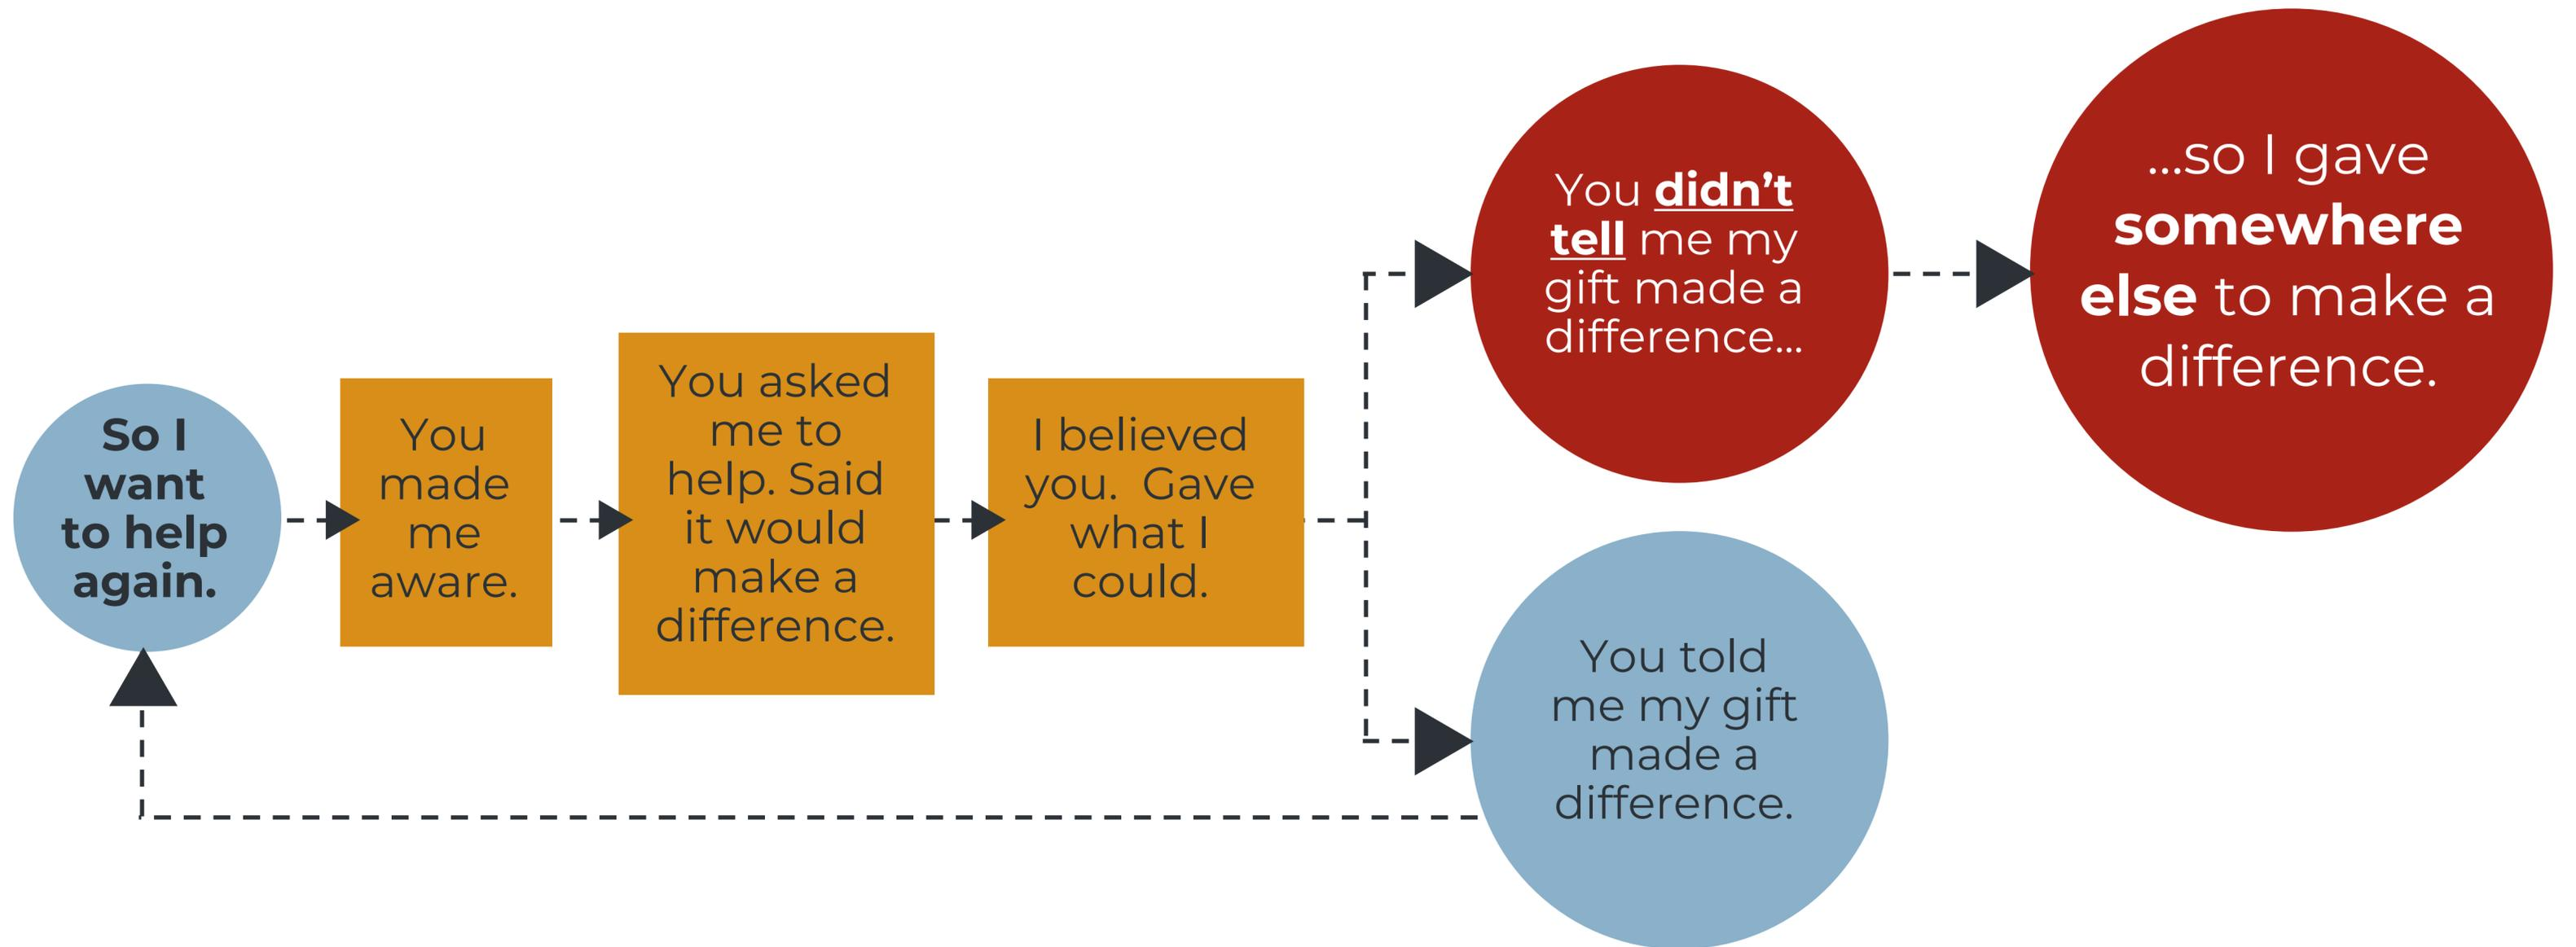 So I
want
to help
again.
You
made
me
aware.
You asked
me to
help. Said
it would
make a
difference.
I believed
you.  Gave
what I
could.
You didn’t
tell me my
gift made a
difference...
...so I gave
somewhere
else to make a
difference.
You told
me my gift
made a
difference.